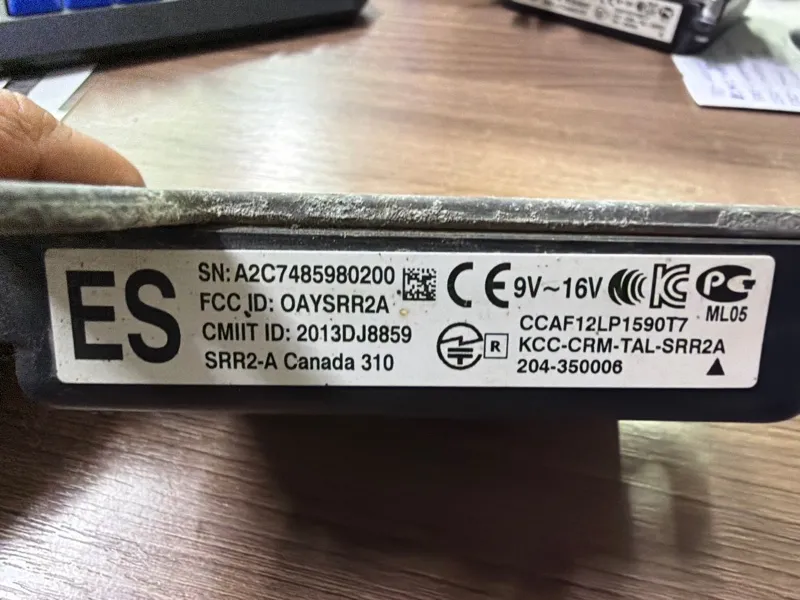 ES
SN: A2C7485980200
FCC ID: OAYSRR2A
CMIIT ID: 2013DJ8859
SRR2-A Canada 310
CE 9V~16V
ML05
CCAF12LP1590T7
R KCC-CRM-TAL-SRR2A
204-350006